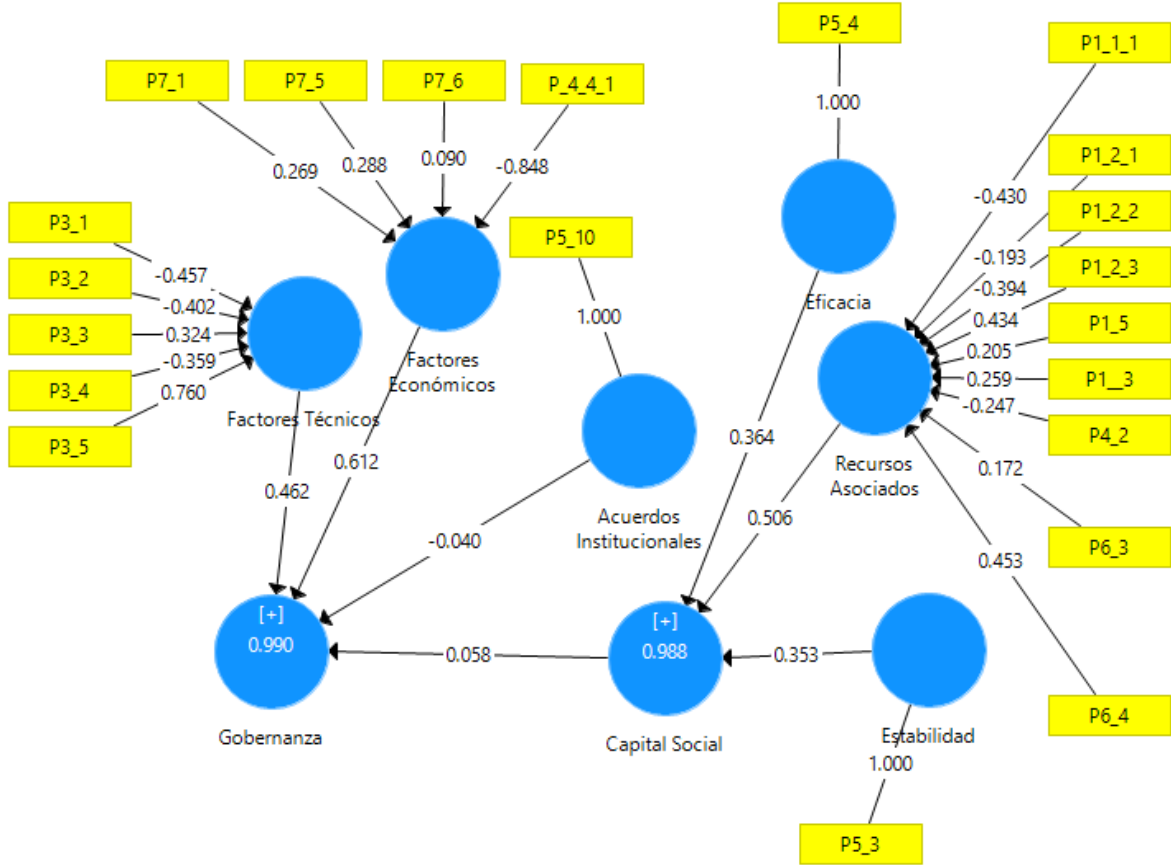 P5_4
P1_1_1
P7_1
P7_5
P7_6
P_4_4_1
1.000
0.269
0.288
0.090
-0.848
P1_2_1
-0.430
P3_1
P5_10
P1_2_2
-0.457
-0.193
P3_2
-0.402
-0.394
P1_2_3
Eficacia
P3_3
0.324
1.000
0.434
P1_5
0.205
P3_4
-0.359
Factores
Económicos
0.259
P1__3
0.760
-0.247
P3_5
Factores Técnicos
P4_2
0.364
0.612
Recursos
Asociados
0.172
0.462
0.506
Acuerdos
Institucionales
-0.040
P6_3
0.453
[+]
0.990
[+]
0.988
0.058
0.353
P6_4
Gobernanza
Capital Social
Estabilidad
1.000
P5_3